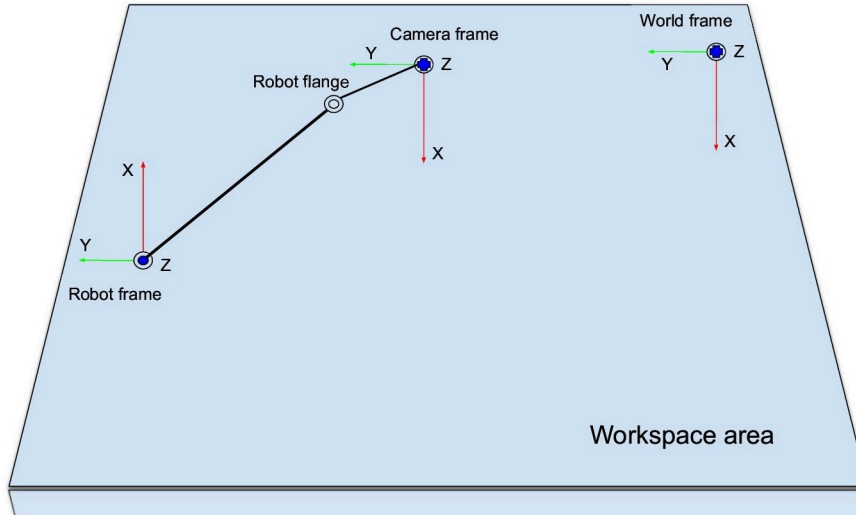 World frame
Camera frame
Y
Z
Y
Z
Robot flange
X
X
X
Y
Z
Robot frame
Workspace area